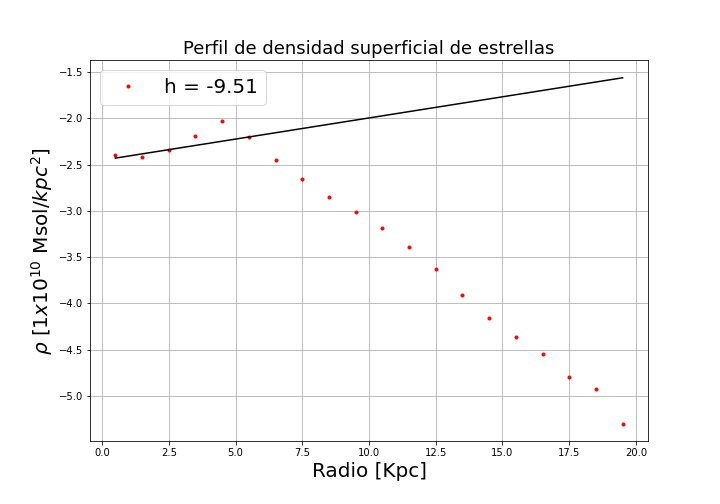 Perfil de densidad superficial de estrellas
h = -9.51
ρ [1x10^{10} Msol/kpc^2]
-1.5
-2.0
-2.5
-3.0
-3.5
-4.0
-4.5
-5.0
0.0 2.5 5.0 7.5 10.0 12.5 15.0 17.5 20.0
Radio [Kpc]